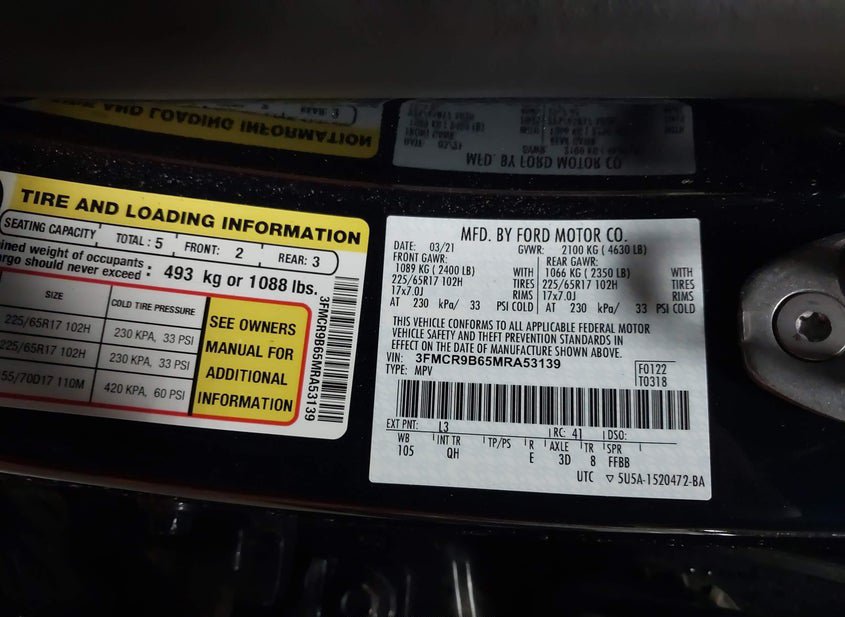 TIRE AND LOADING INFORMATION
SEATING CAPACITY TOTAL : 5 FRONT: 2 REAR: 3
weight of occupants
should never exceed : 493 kg or 1088 lbs.
SIZE COLD TIRE PRESSURE
225/65R17 102H 230 KPA, 33 PSI
225/65R17 102H 230 KPA, 33 PSI
55/70D17 110M 420 KPA, 60 PSI
SEE OWNERS
MANUAL FOR
ADDITIONAL
INFORMATION
3FMCR9B65MRA53139
MFD. BY FORD MOTOR CO.
DATE: 03/21 GVWR: 2100 KG ( 4630 LB)
FRONT GAWR: REAR GAWR:
1089 KG ( 2400 LB) WITH 1066 KG ( 2350 LB) WITH
225/65R17 102H TIRES 225/65R17 102H TIRES
17x7.0J RIMS 17x7.0J RIMS
AT 230 kPa/ 33 PSI COLD AT 230 kPa/ 33 PSI COLD
THIS VEHICLE CONFORMS TO ALL APPLICABLE FEDERAL MOTOR
VEHICLE SAFETY AND THEFT PREVENTION STANDARDS IN
EFFECT ON THE DATE OF MANUFACTURE SHOWN ABOVE.
VIN: 3FMCR9B65MRA53139
TYPE: MPV
F0122
T0318
EXT PNT: L3 RC: 41 DSO:
WB INT TR TP/PS R AXLE TR SPR
105 QH E 3D 8 FFBB
UTC ▽ 5U5A-1520472-BA